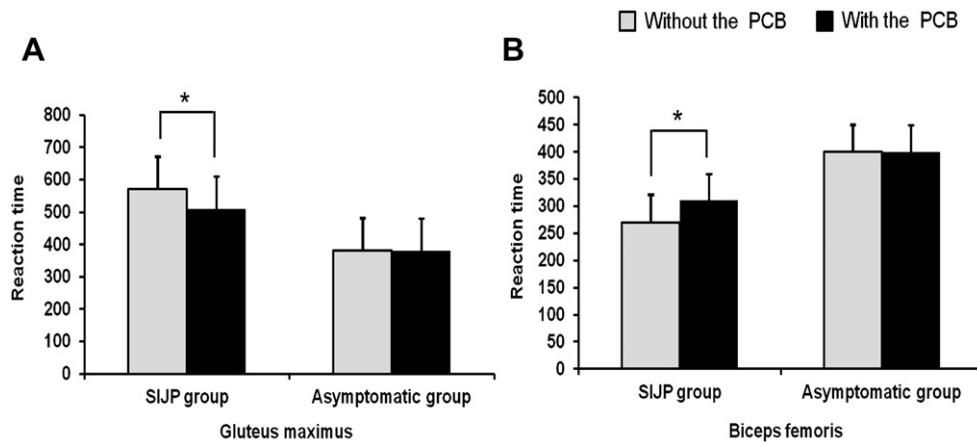 Without the PCB With the PCB
A
*
800
700
600
500
400
300
200
100
0
Reaction time
SIJP group Asymptomatic group
Gluteus maximus
B
*
500
450
400
350
300
250
200
150
100
50
0
Reaction time
SIJP group Asymptomatic group
Biceps femoris